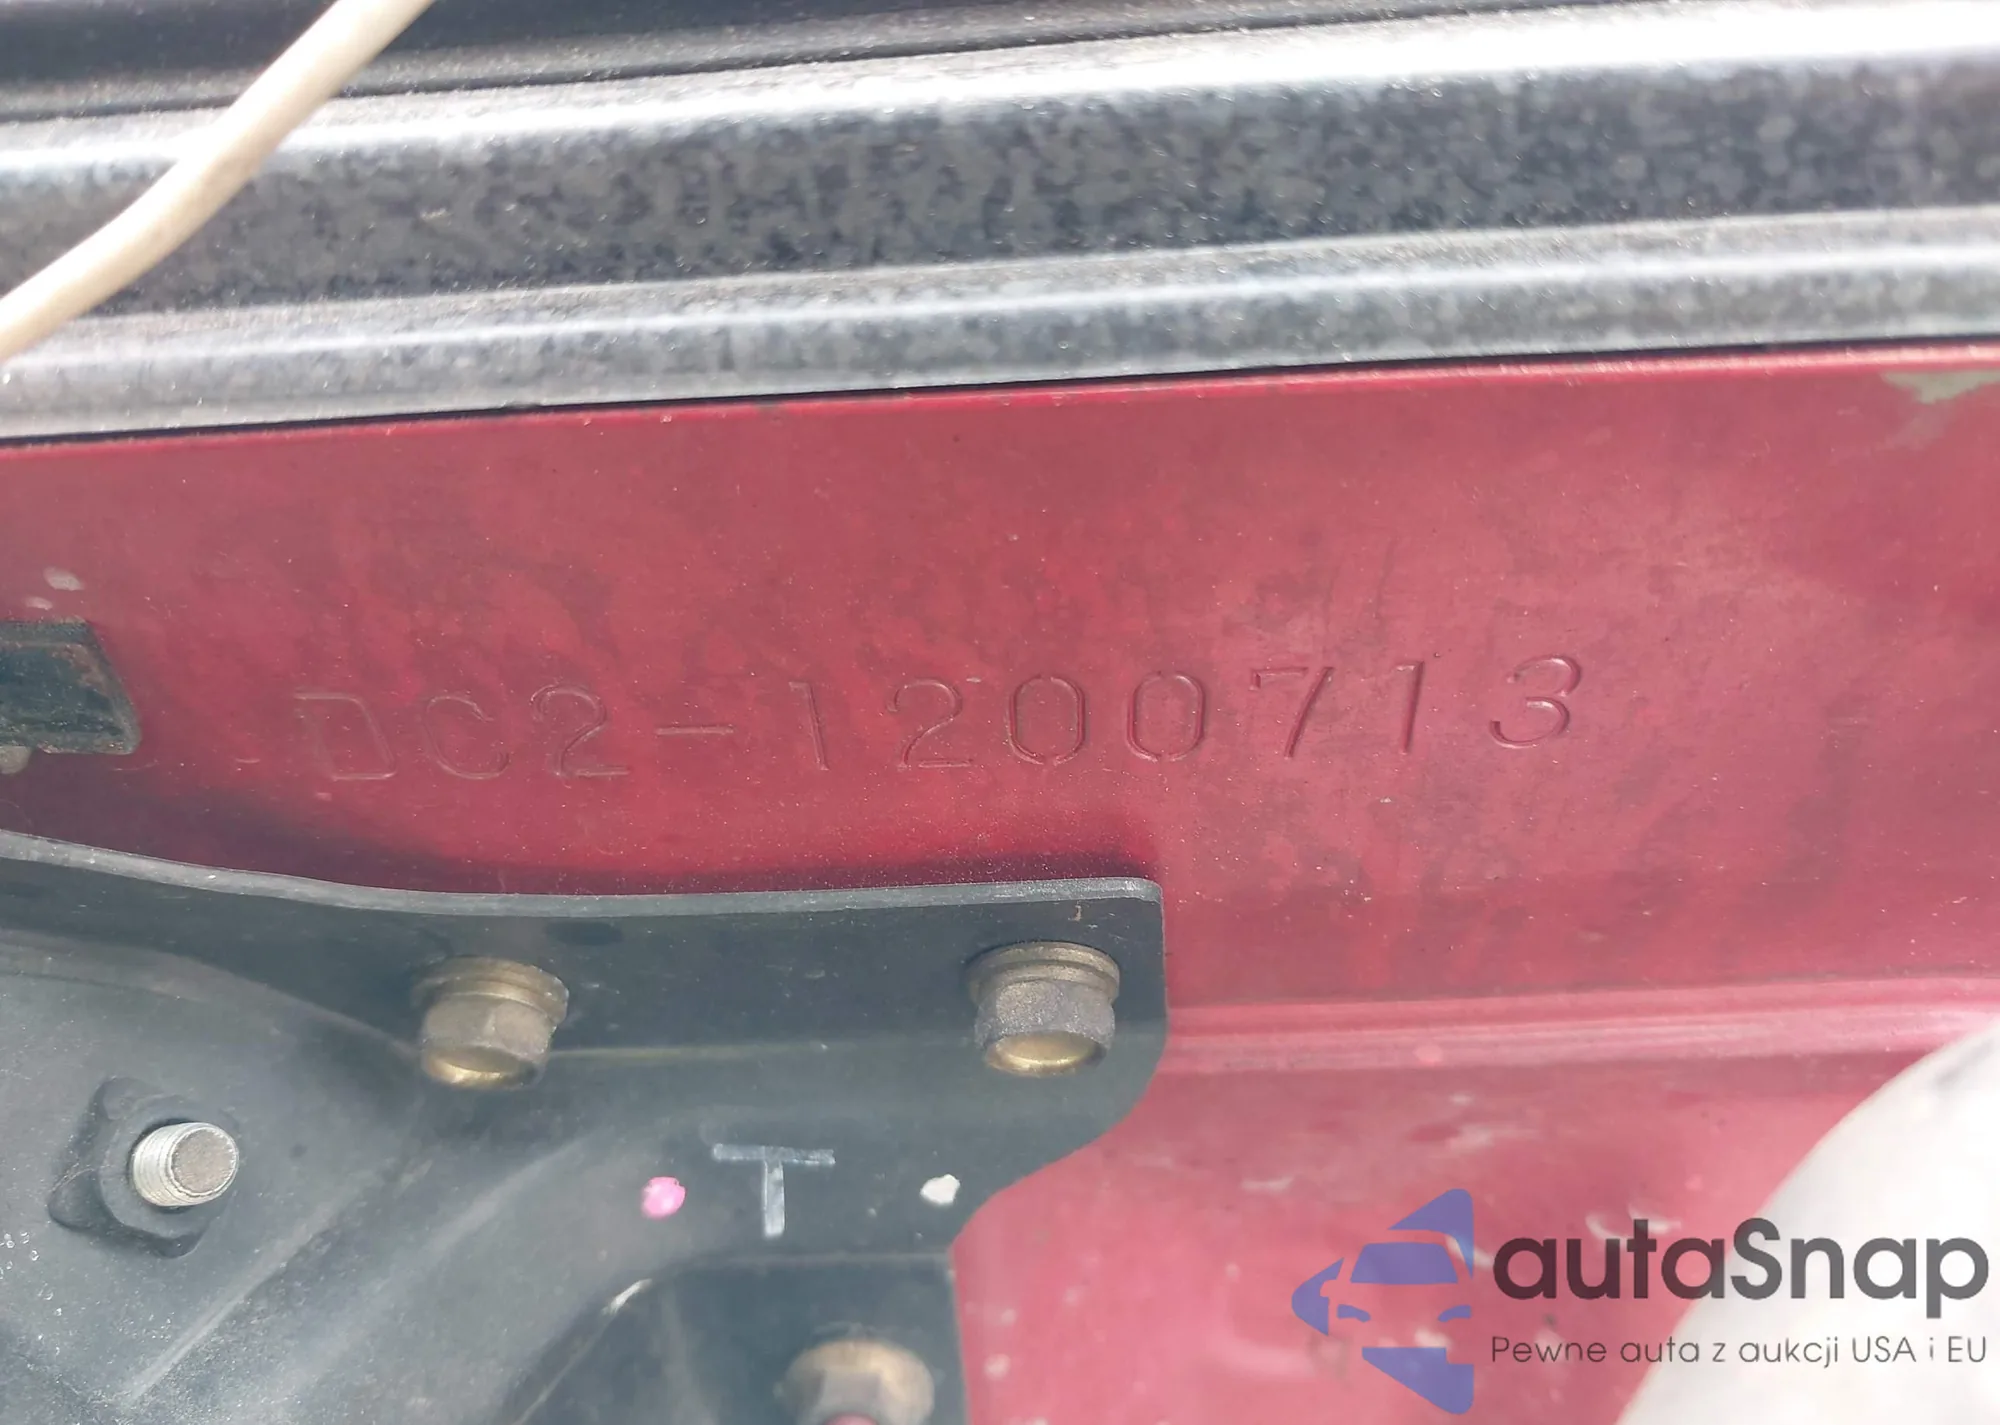 DC2-1200713
T
autaSnap
Pewne auta z aukcji USA i EU